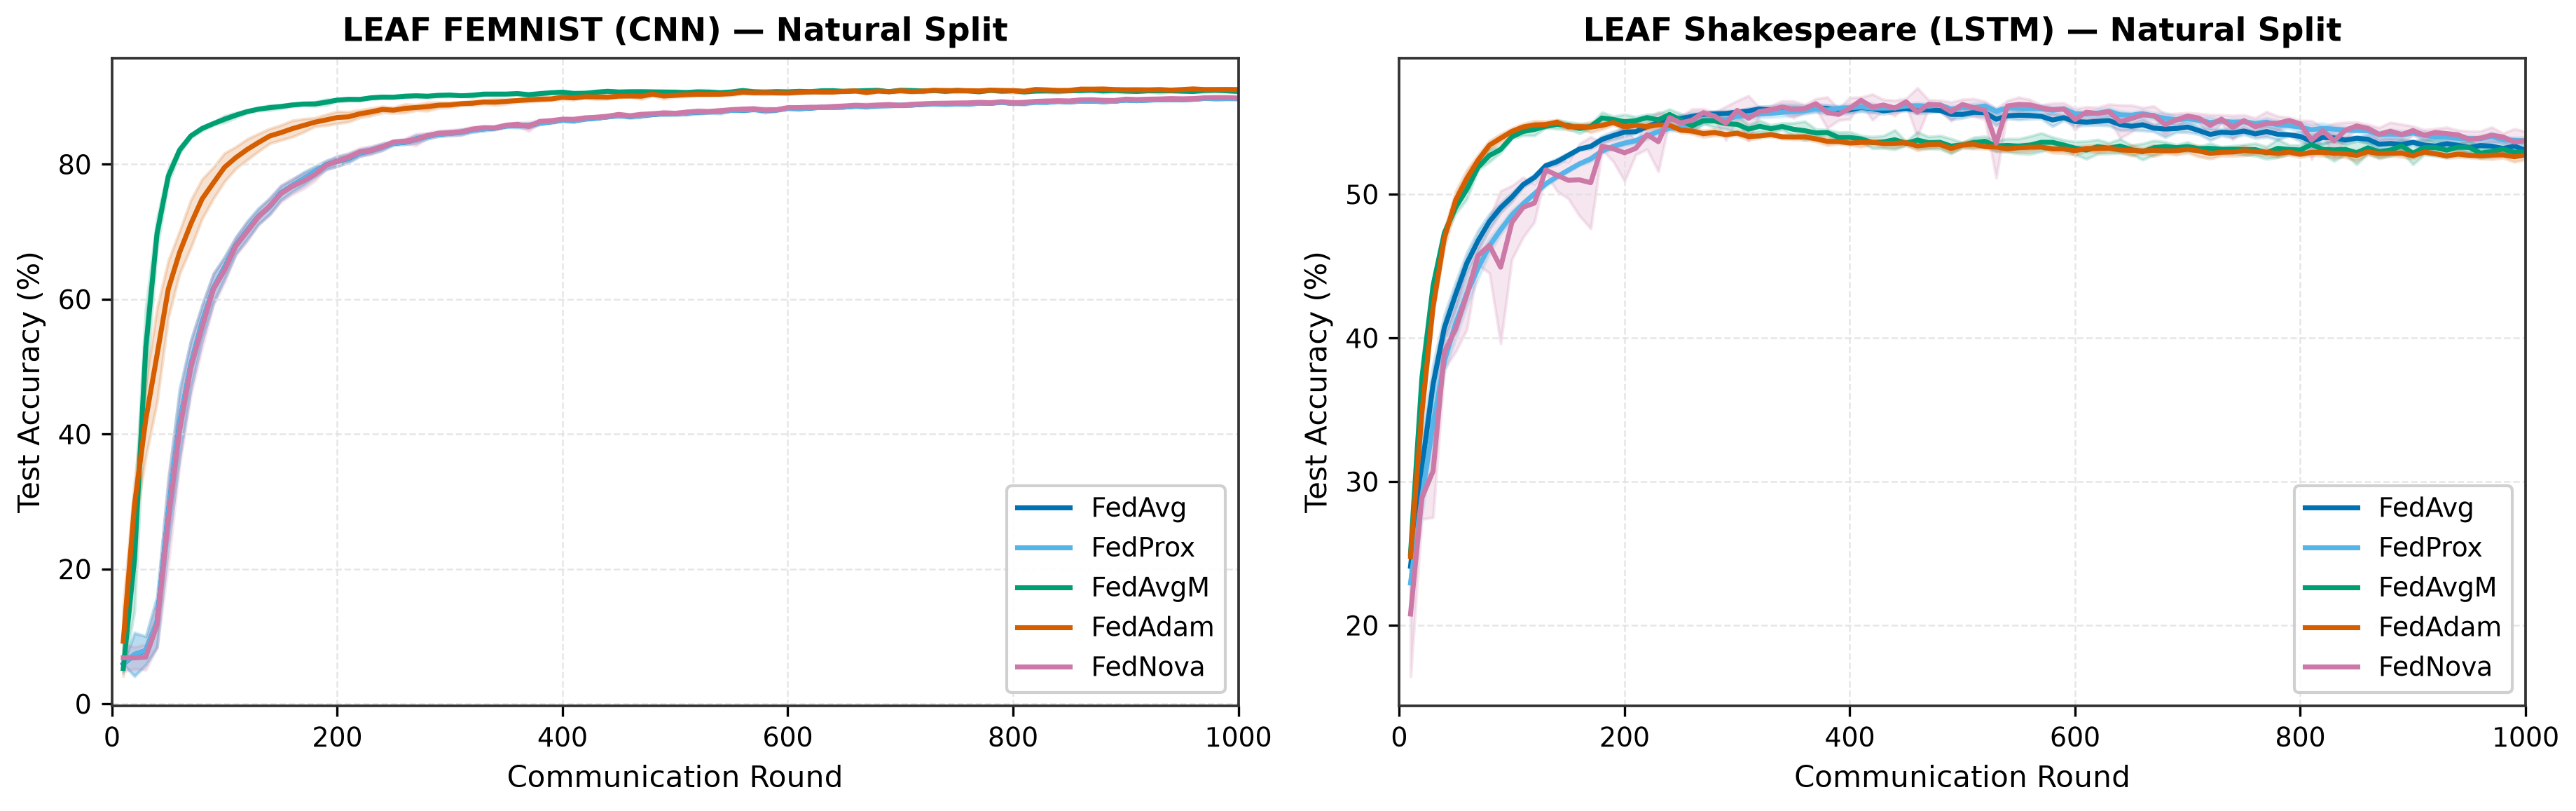 LEAF FEMNIST (CNN) — Natural Split
Test Accuracy (%)
80
60
40
20
0
0 200 400 600 800 1000
Communication Round
FedAvg
FedProx
FedAvgM
FedAdam
FedNova
LEAF Shakespeare (LSTM) — Natural Split
Test Accuracy (%)
50
40
30
20
0 200 400 600 800 1000
Communication Round
FedAvg
FedProx
FedAvgM
FedAdam
FedNova